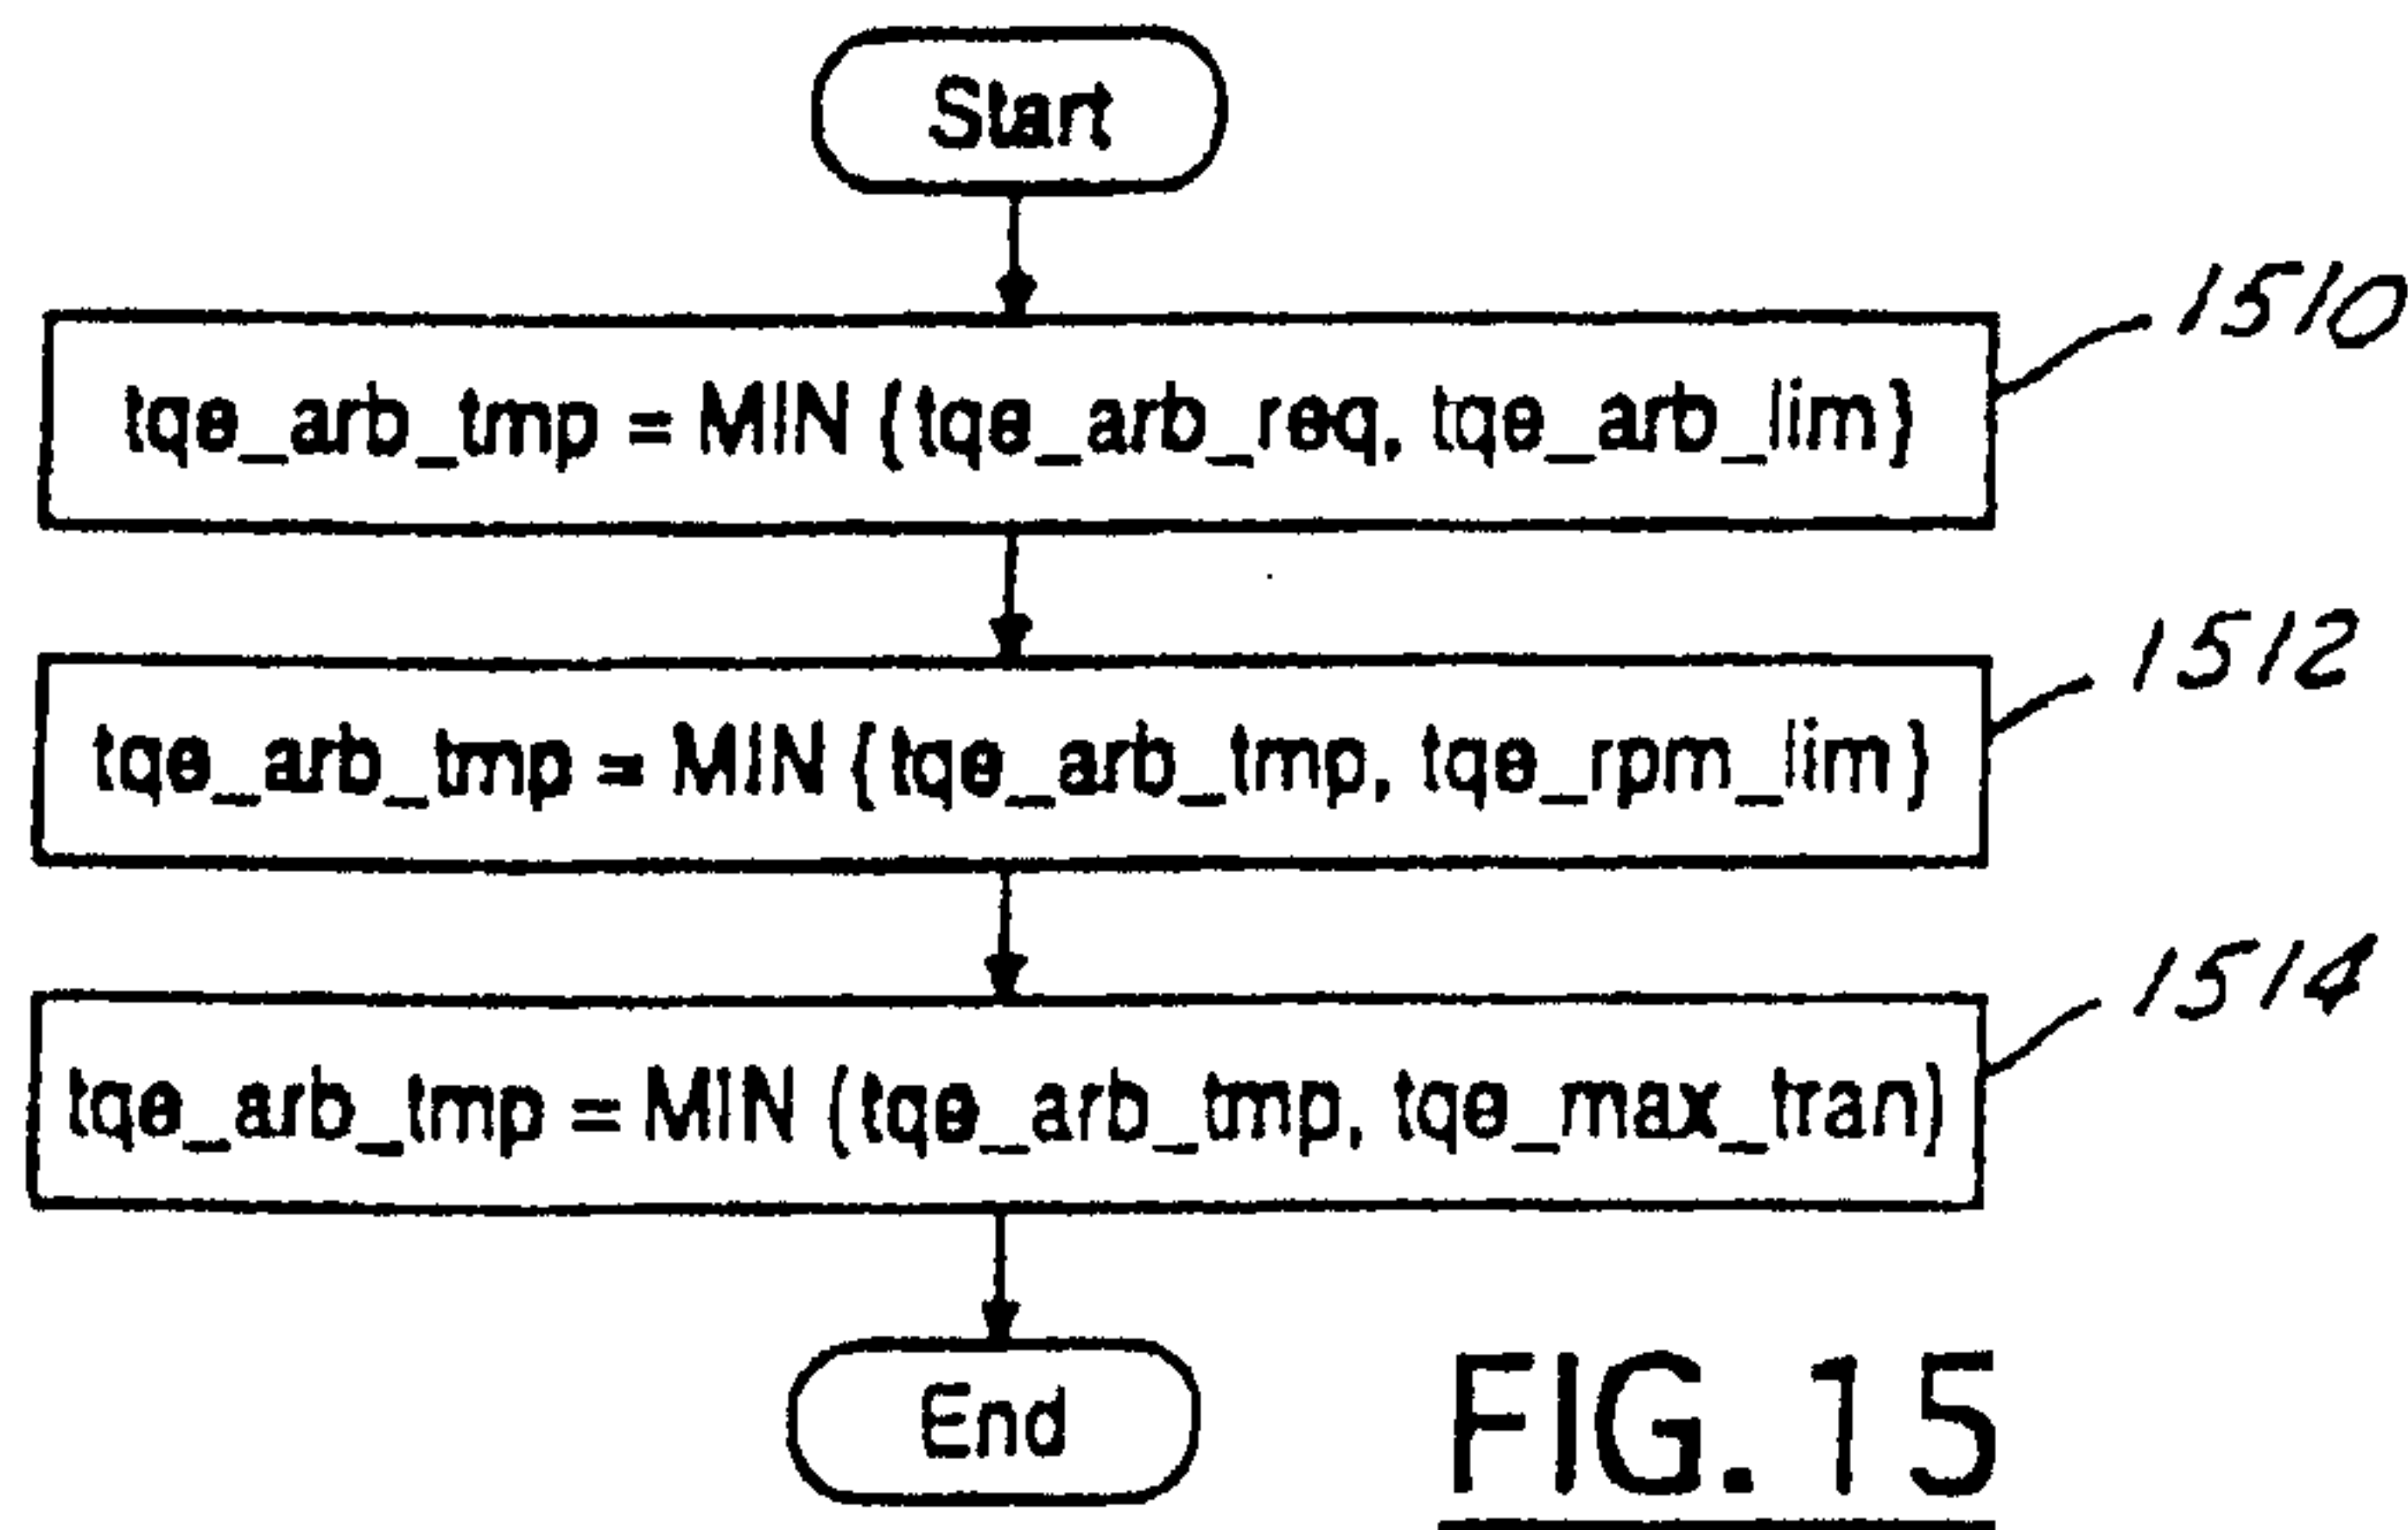 Start
1510
tqe_arb_tmp = MIN (tqe_arb_req, tqe_arb_lim)
1512
tqe_arb_tmp = MIN (tqe_arb_tmp, tqe_rpm_lim)
1514
tqe_arb_tmp = MIN (tqe_arb_tmp, tqe_max_tran)
End
FIG. 15